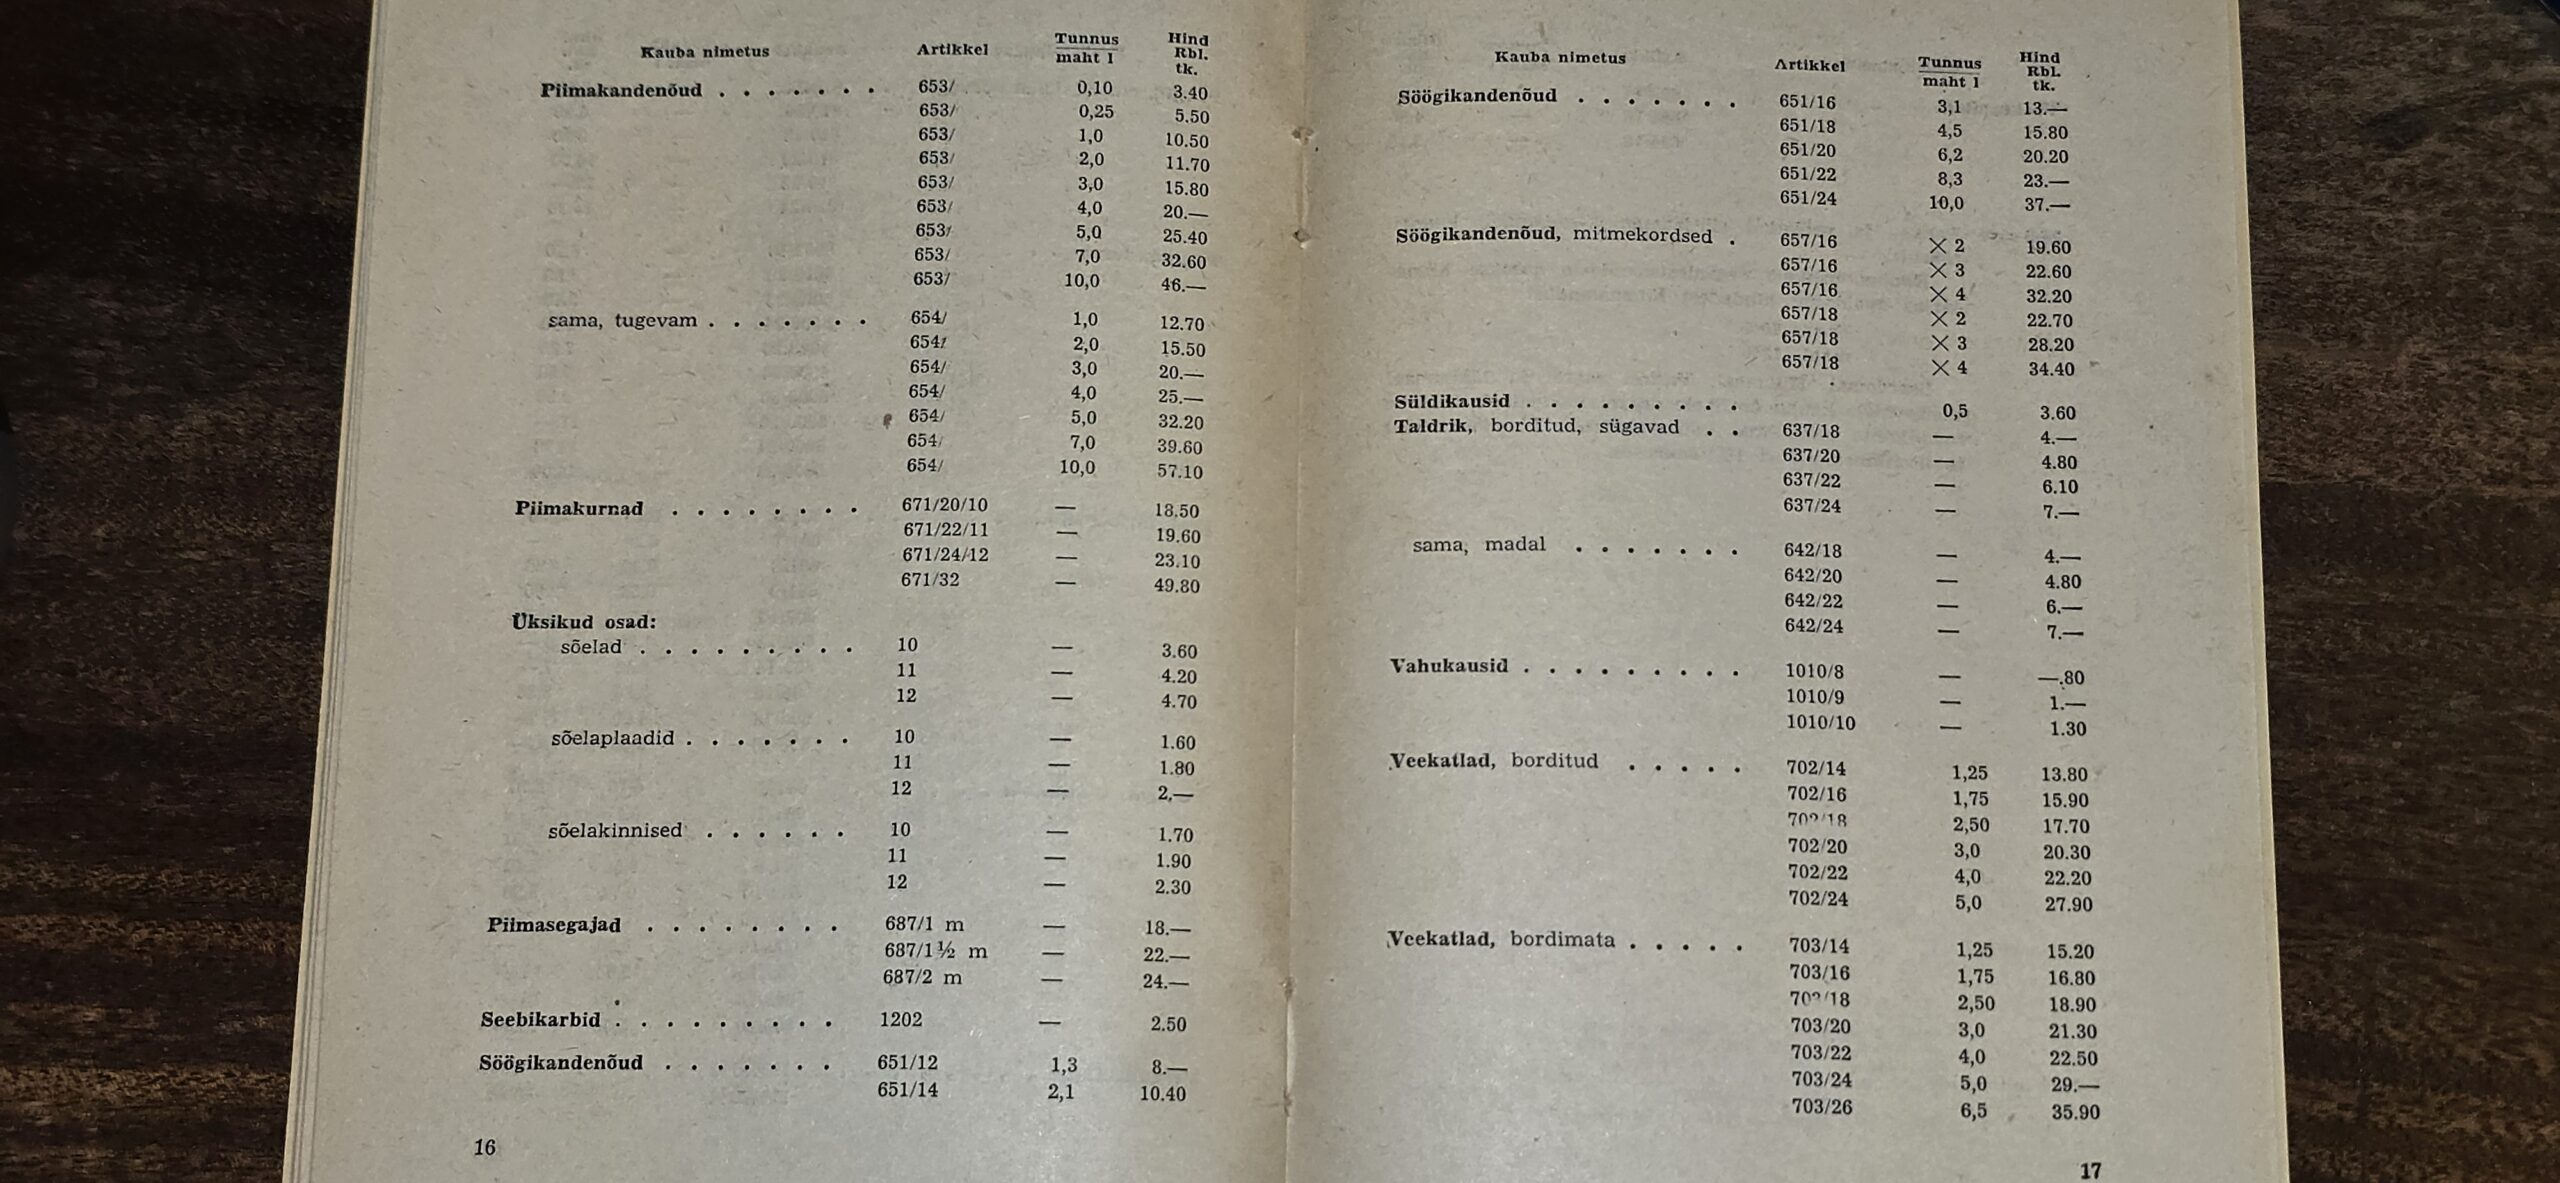 Kauba nimetus Artikkel Tunnus maht l Hind Rbl. tk.
Piimakandenõud . . . . . . . 653/ 0,10 3.40
653/ 0,25 5.50
653/ 1,0 10.50
653/ 2,0 11.70
653/ 3,0 15.80
653/ 4,0 20.—
653/ 5,0 25.40
653/ 7,0 32.60
653/ 10,0 46.—
sama, tugevam . . . . . . . 654/ 1,0 12.70
654/ 2,0 15.50
654/ 3,0 20.—
654/ 4,0 25.—
654/ 5,0 32.20
654/ 7,0 39.60
654/ 10,0 57.10
Piimakurnad . . . . . . . . 671/20/10 — 18.50
671/22/11 — 19.60
671/24/12 — 23.10
671/32 — 49.80
Üksikud osad:
sõelad . . . . . . . . . 10 — 3.60
11 — 4.20
12 — 4.70
sõelaplaadid . . . . . . . 10 — 1.60
11 — 1.80
12 — 2.—
sõelakinnised . . . . . . 10 — 1.70
11 — 1.90
12 — 2.30
Piimasegajad . . . . . . . . 687/1 m — 18.—
687/1½ m — 22.—
687/2 m — 24.—
Seebikarbid . . . . . . . . . 1202 — 2.50
Söögikandenõud . . . . . . . 651/12 1,3 8.—
651/14 2,1 10.40
16
Kauba nimetus Artikkel Tunnus maht l Hind Rbl. tk.
Söögikandenõud . . . . . . . 651/16 3,1 13.—
651/18 4,5 15.80
651/20 6,2 20.20
651/22 8,3 23.—
651/24 10,0 37.—
Söögikandenõud, mitmekordsed . 657/16 × 2 19.60
657/16 × 3 22.60
657/16 × 4 32.20
657/18 × 2 22.70
657/18 × 3 28.20
657/18 × 4 34.40
Süldikausid . . . . . . . . . 0,5 3.60
Taldrik, borditud, sügavad . . 637/18 — 4.—
637/20 — 4.80
637/22 — 6.10
637/24 — 7.—
sama, madal . . . . . . . 642/18 — 4.—
642/20 — 4.80
642/22 — 6.—
642/24 — 7.—
Vahukausid . . . . . . . . . 1010/8 — —.80
1010/9 — 1.—
1010/10 — 1.30
Veekatlad, borditud . . . . . 702/14 1,25 13.80
702/16 1,75 15.90
702/18 2,50 17.70
702/20 3,0 20.30
702/22 4,0 22.20
702/24 5,0 27.90
Veekatlad, bordimata . . . . . 703/14 1,25 15.20
703/16 1,75 16.80
703/18 2,50 18.90
703/20 3,0 21.30
703/22 4,0 22.50
703/24 5,0 29.—
703/26 6,5 35.90
17